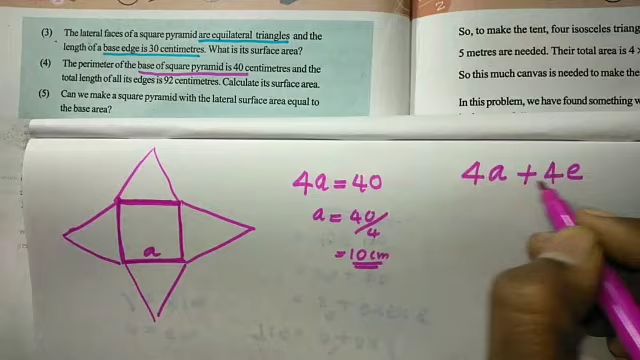 (3) The lateral faces of a square pyramid are equilateral triangles and the
length of a base edge is 30 centimetres. What is its surface area?
(4) The perimeter of the base of square pyramid is 40 centimetres and the
total length of all its edges is 92 centimetres. Calculate its surface area.
(5) Can we make a square pyramid with the lateral surface area equal to
the base area?
So, to make the tent, four isosceles triang
5 metres are needed. Their total area is 4
So this much canvas is needed to make the
In this problem, we have found something
4a = 40
a = 40/4
= 10 cm
4a + 4e
a